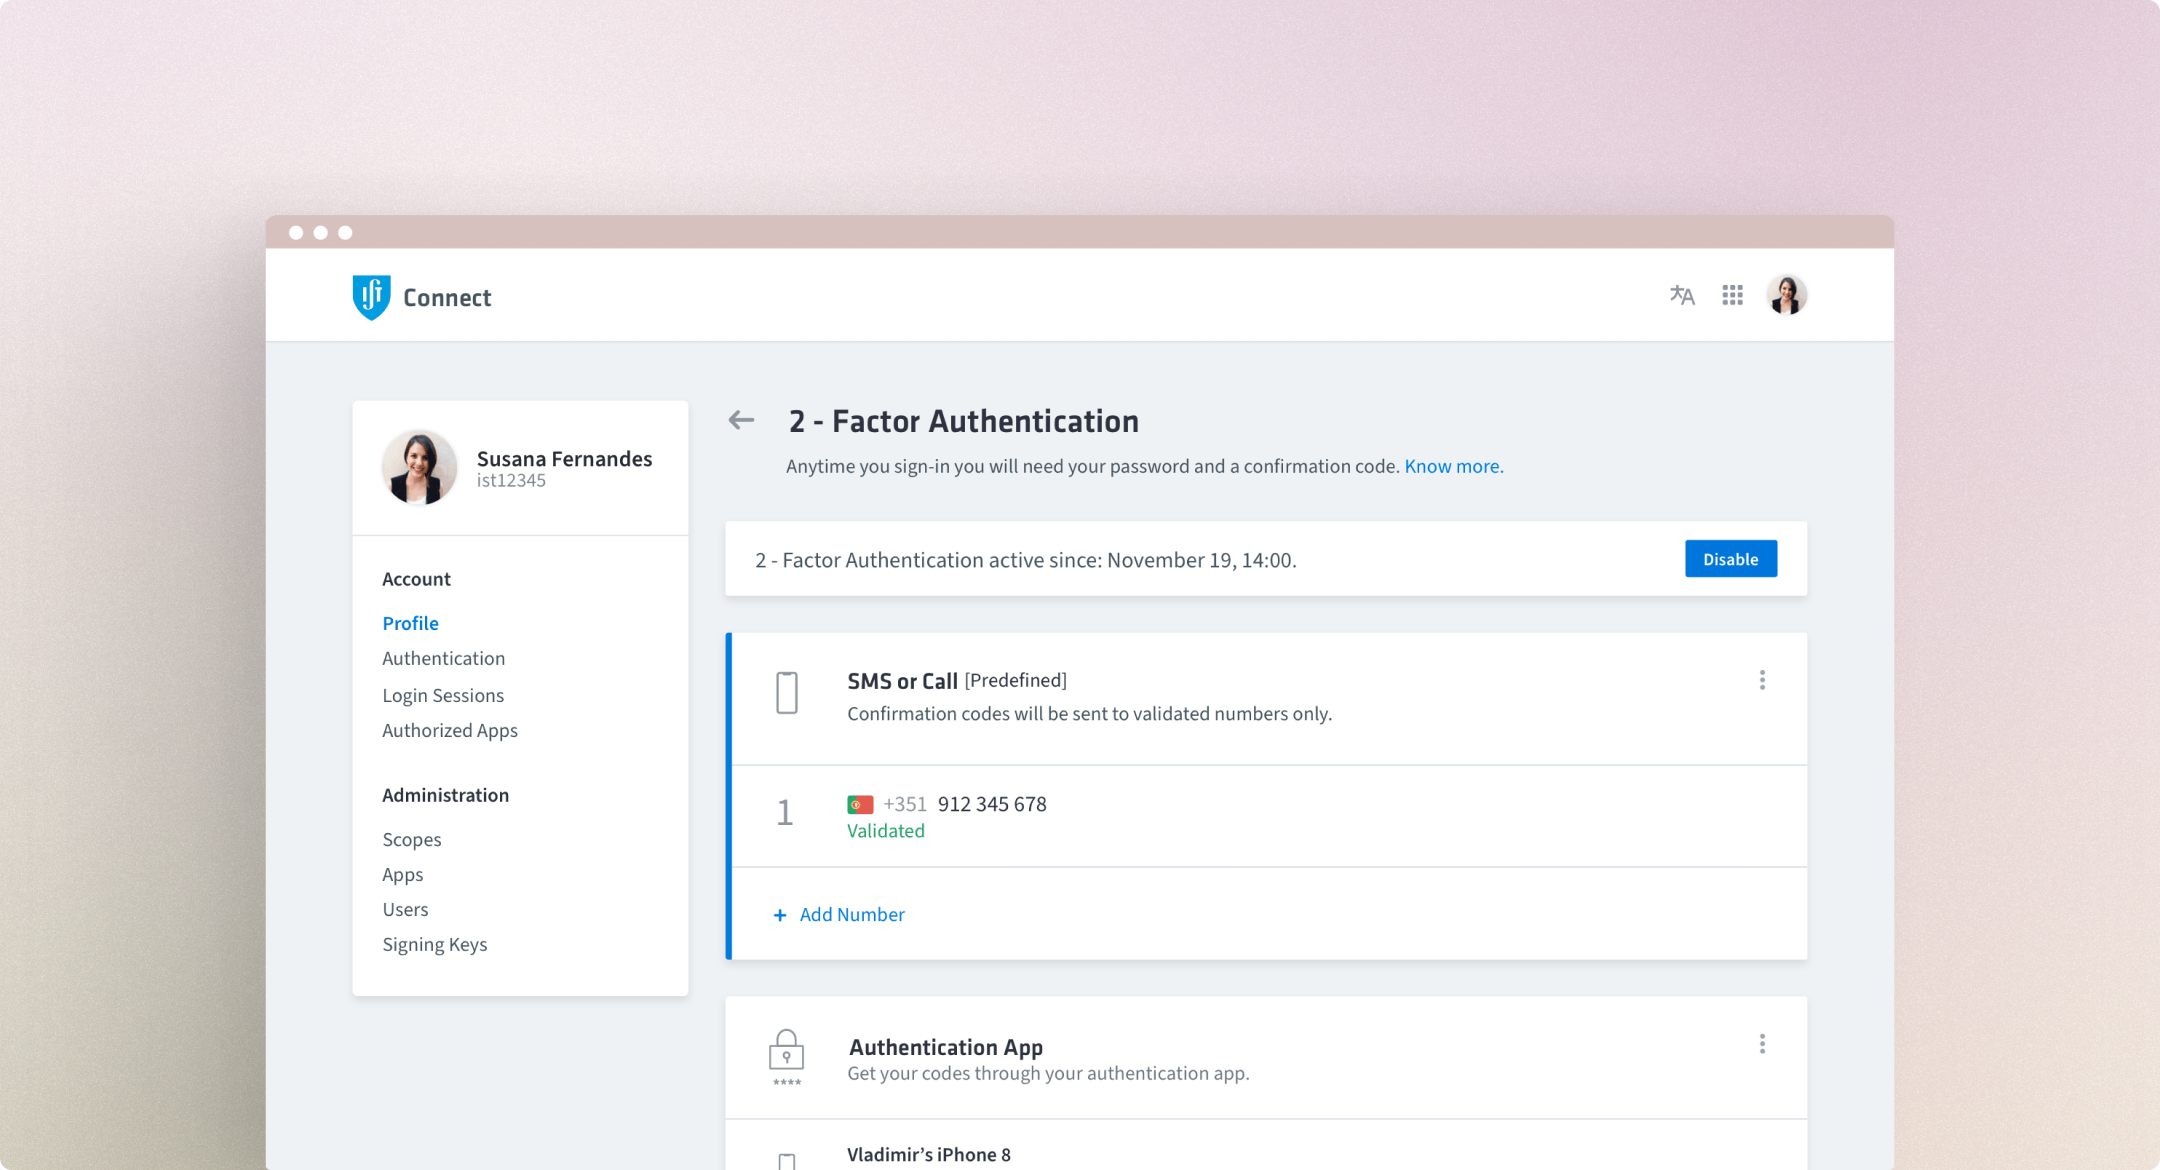 Connect
Susana Fernandes
ist12345
Account
Profile
Authentication
Login Sessions
Authorized Apps
Administration
Scopes
Apps
Users
Signing Keys
2 - Factor Authentication
Anytime you sign-in you will need your password and a confirmation code. Know more.
2 - Factor Authentication active since: November 19, 14:00.
Disable
SMS or Call [Predefined]
Confirmation codes will be sent to validated numbers only.
1
+351 912 345 678
Validated
+ Add Number
****
Authentication App
Get your codes through your authentication app.
Vladimir’s iPhone 8